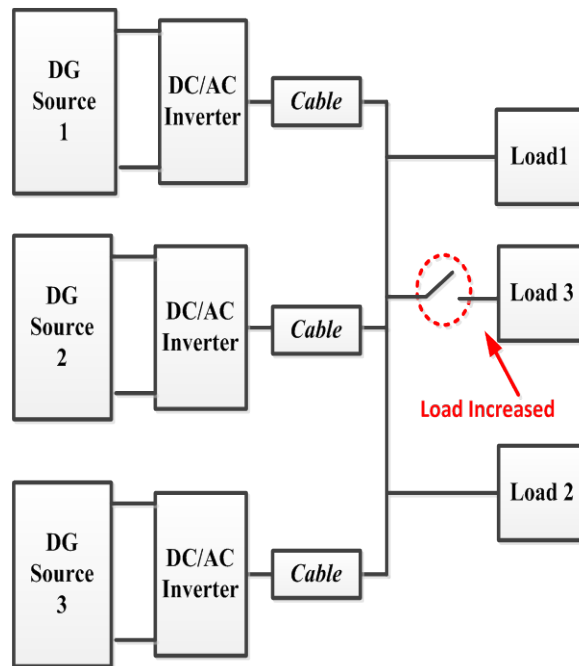 DG
Source
1
DC/AC
Inverter
Cable
Load1
DG
Source
2
DC/AC
Inverter
Cable
Load 3
Load Increased
DG
Source
3
DC/AC
Inverter
Cable
Load 2